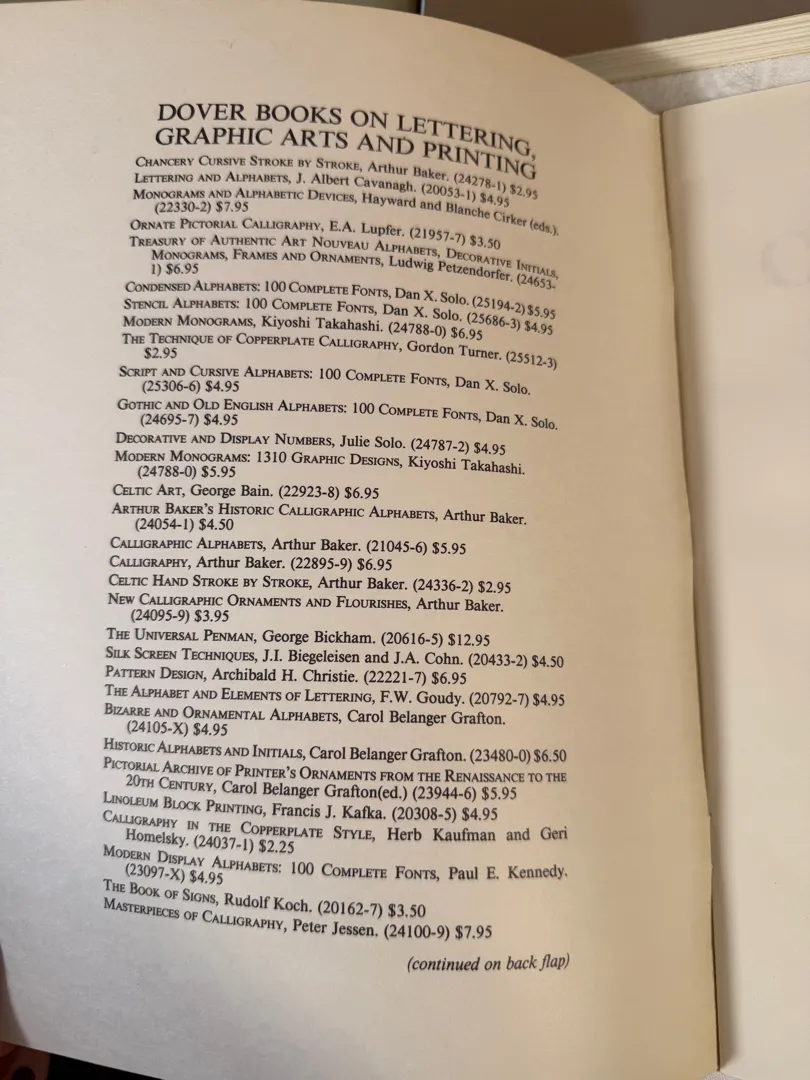 DOVER BOOKS ON LETTERING,
GRAPHIC ARTS AND PRINTING
CHANCERY CURSIVE STROKE BY STROKE, Arthur Baker. (24278-1) $2.95
LETTERING AND ALPHABETS, J. Albert Cavanagh. (20053-1) $4.95
MONOGRAMS AND ALPHABETIC DEVICES, Hayward and Blanche Cirker (eds.).
(22330-2) $7.95
ORNATE PICTORIAL CALLIGRAPHY, E.A. Lupfer. (21957-7) $3.50
TREASURY OF AUTHENTIC ART NOUVEAU ALPHABETS, DECORATIVE INITIALS,
MONOGRAMS, FRAMES AND ORNAMENTS, Ludwig Petzendorfer. (24653-
1) $6.95
CONDENSED ALPHABETS: 100 COMPLETE FONTS, Dan X. Solo. (25194-2) $5.95
STENCIL ALPHABETS: 100 COMPLETE FONTS, Dan X. Solo. (25686-3) $4.95
MODERN MONOGRAMS, Kiyoshi Takahashi. (24788-0) $6.95
THE TECHNIQUE OF COPPERPLATE CALLIGRAPHY, Gordon Turner. (25512-3)
$2.95
SCRIPT AND CURSIVE ALPHABETS: 100 COMPLETE FONTS, Dan X. Solo.
(25306-6) $4.95
GOTHIC AND OLD ENGLISH ALPHABETS: 100 COMPLETE FONTS, Dan X. Solo.
(24695-7) $4.95
DECORATIVE AND DISPLAY NUMBERS, Julie Solo. (24787-2) $4.95
MODERN MONOGRAMS: 1310 GRAPHIC DESIGNS, Kiyoshi Takahashi.
(24788-0) $5.95
CELTIC ART, George Bain. (22923-8) $6.95
ARTHUR BAKER'S HISTORIC CALLIGRAPHIC ALPHABETS, Arthur Baker.
(24054-1) $4.50
CALLIGRAPHIC ALPHABETS, Arthur Baker. (21045-6) $5.95
CALLIGRAPHY, Arthur Baker. (22895-9) $6.95
CELTIC HAND STROKE BY STROKE, Arthur Baker. (24336-2) $2.95
NEW CALLIGRAPHIC ORNAMENTS AND FLOURISHES, Arthur Baker.
(24095-9) $3.95
THE UNIVERSAL PENMAN, George Bickham. (20616-5) $12.95
SILK SCREEN TECHNIQUES, J.I. Biegeleisen and J.A. Cohn. (20433-2) $4.50
PATTERN DESIGN, Archibald H. Christie. (22221-7) $6.95
THE ALPHABET AND ELEMENTS OF LETTERING, F.W. Goudy. (20792-7) $4.95
BIZARRE AND ORNAMENTAL ALPHABETS, Carol Belanger Grafton.
(24105-X) $4.95
HISTORIC ALPHABETS AND INITIALS, Carol Belanger Grafton. (23480-0) $6.50
PICTORIAL ARCHIVE OF PRINTER'S ORNAMENTS FROM THE RENAISSANCE TO THE
20TH CENTURY, Carol Belanger Grafton(ed.) (23944-6) $5.95
LINOLEUM BLOCK PRINTING, Francis J. Kafka. (20308-5) $4.95
CALLIGRAPHY IN THE COPPERPLATE STYLE, Herb Kaufman and Geri
Homelsky. (24037-1) $2.25
MODERN DISPLAY ALPHABETS: 100 COMPLETE FONTS, Paul E. Kennedy.
(23097-X) $4.95
THE BOOK OF SIGNS, Rudolf Koch. (20162-7) $3.50
MASTERPIECES OF CALLIGRAPHY, Peter Jessen. (24100-9) $7.95
(continued on back flap)